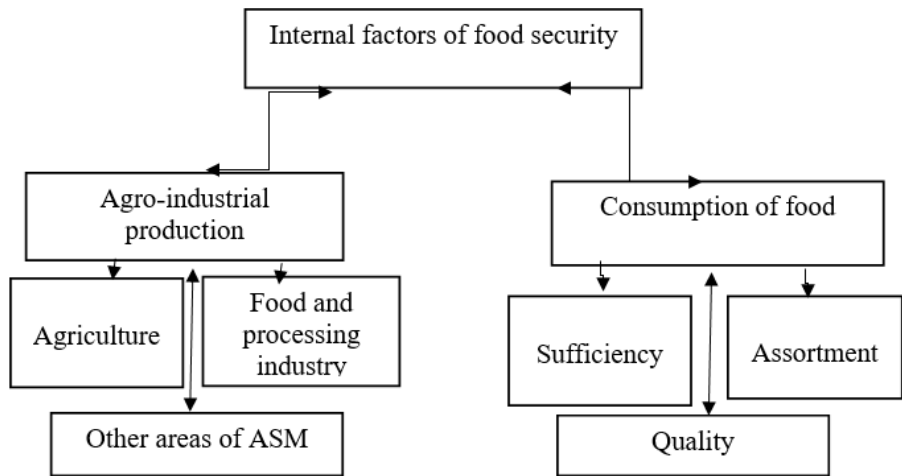 Internal factors of food security
Agro-industrial
production
Consumption of food
Agriculture
Food and
processing
industry
Sufficiency
Assortment
Other areas of ASM
Quality